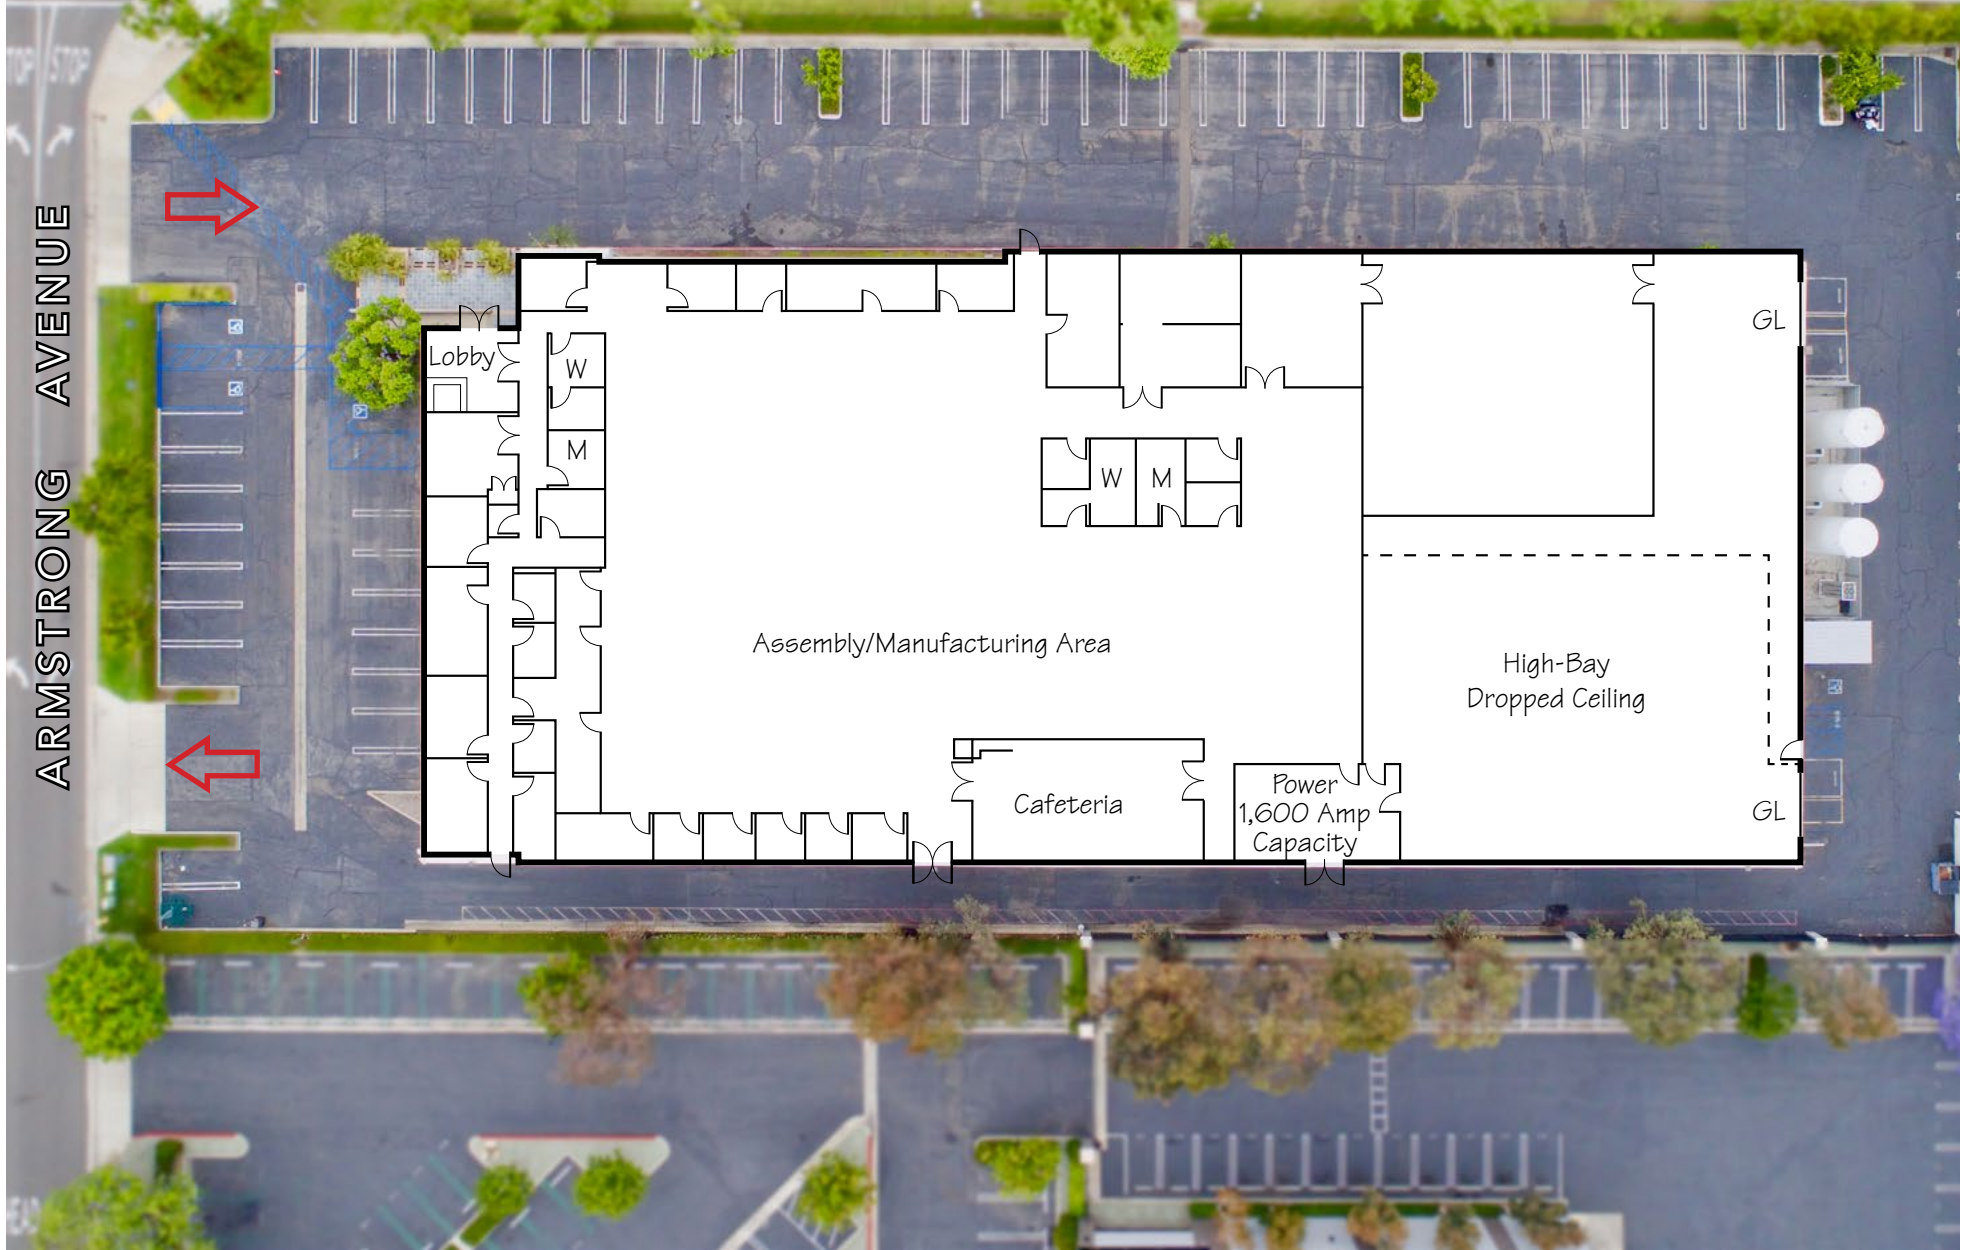 STOP
STOP
ARMSTRONG AVENUE
Lobby
W
M
W
M
GL
Assembly/Manufacturing Area
High-Bay
Dropped Ceiling
Cafeteria
Power
1,600 Amp
Capacity
GL